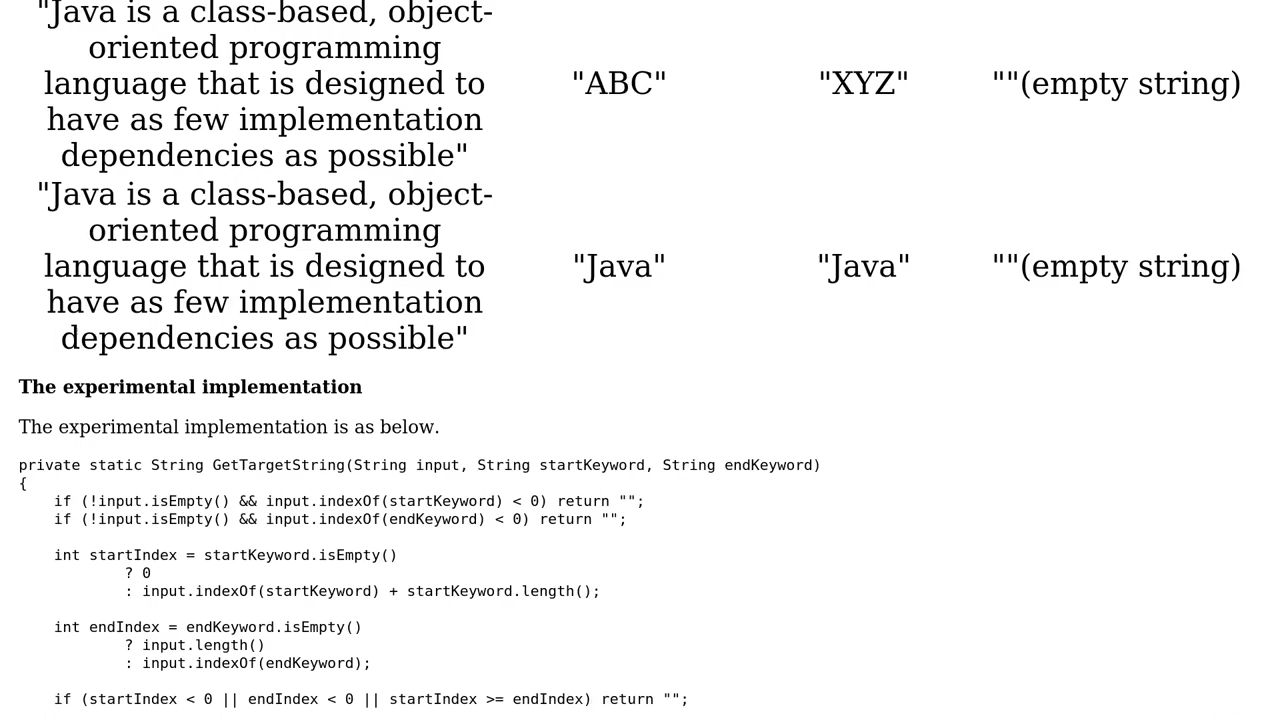 "Java is a class-based, object-
oriented programming
language that is designed to
have as few implementation
dependencies as possible"
"ABC"
"XYZ"
""(empty string)
"Java is a class-based, object-
oriented programming
language that is designed to
have as few implementation
dependencies as possible"
"Java"
"Java"
""(empty string)
The experimental implementation
The experimental implementation is as below.
private static String GetTargetString(String input, String startKeyword, String endKeyword)
{
    if (!input.isEmpty() && input.indexOf(startKeyword) < 0) return "";
    if (!input.isEmpty() && input.indexOf(endKeyword) < 0) return "";
    int startIndex = startKeyword.isEmpty()
            ? 0
            : input.indexOf(startKeyword) + startKeyword.length();
    int endIndex = endKeyword.isEmpty()
            ? input.length()
            : input.indexOf(endKeyword);
    if (startIndex < 0 || endIndex < 0 || startIndex >= endIndex) return "";